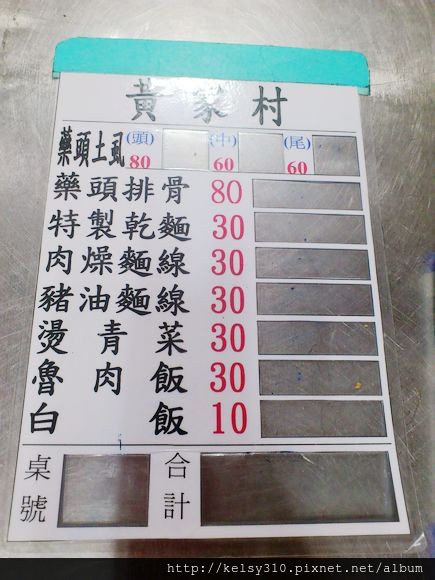 黃家村
藥頭土虱 (頭) 80 (中) 60 (尾) 60
藥頭排骨 80
特製乾麵 30
肉燥麵線 30
豬油麵線 30
燙青菜 30
魯肉飯 30
白飯 10
桌號 合計
http://kelsy310.pixnet.net/album